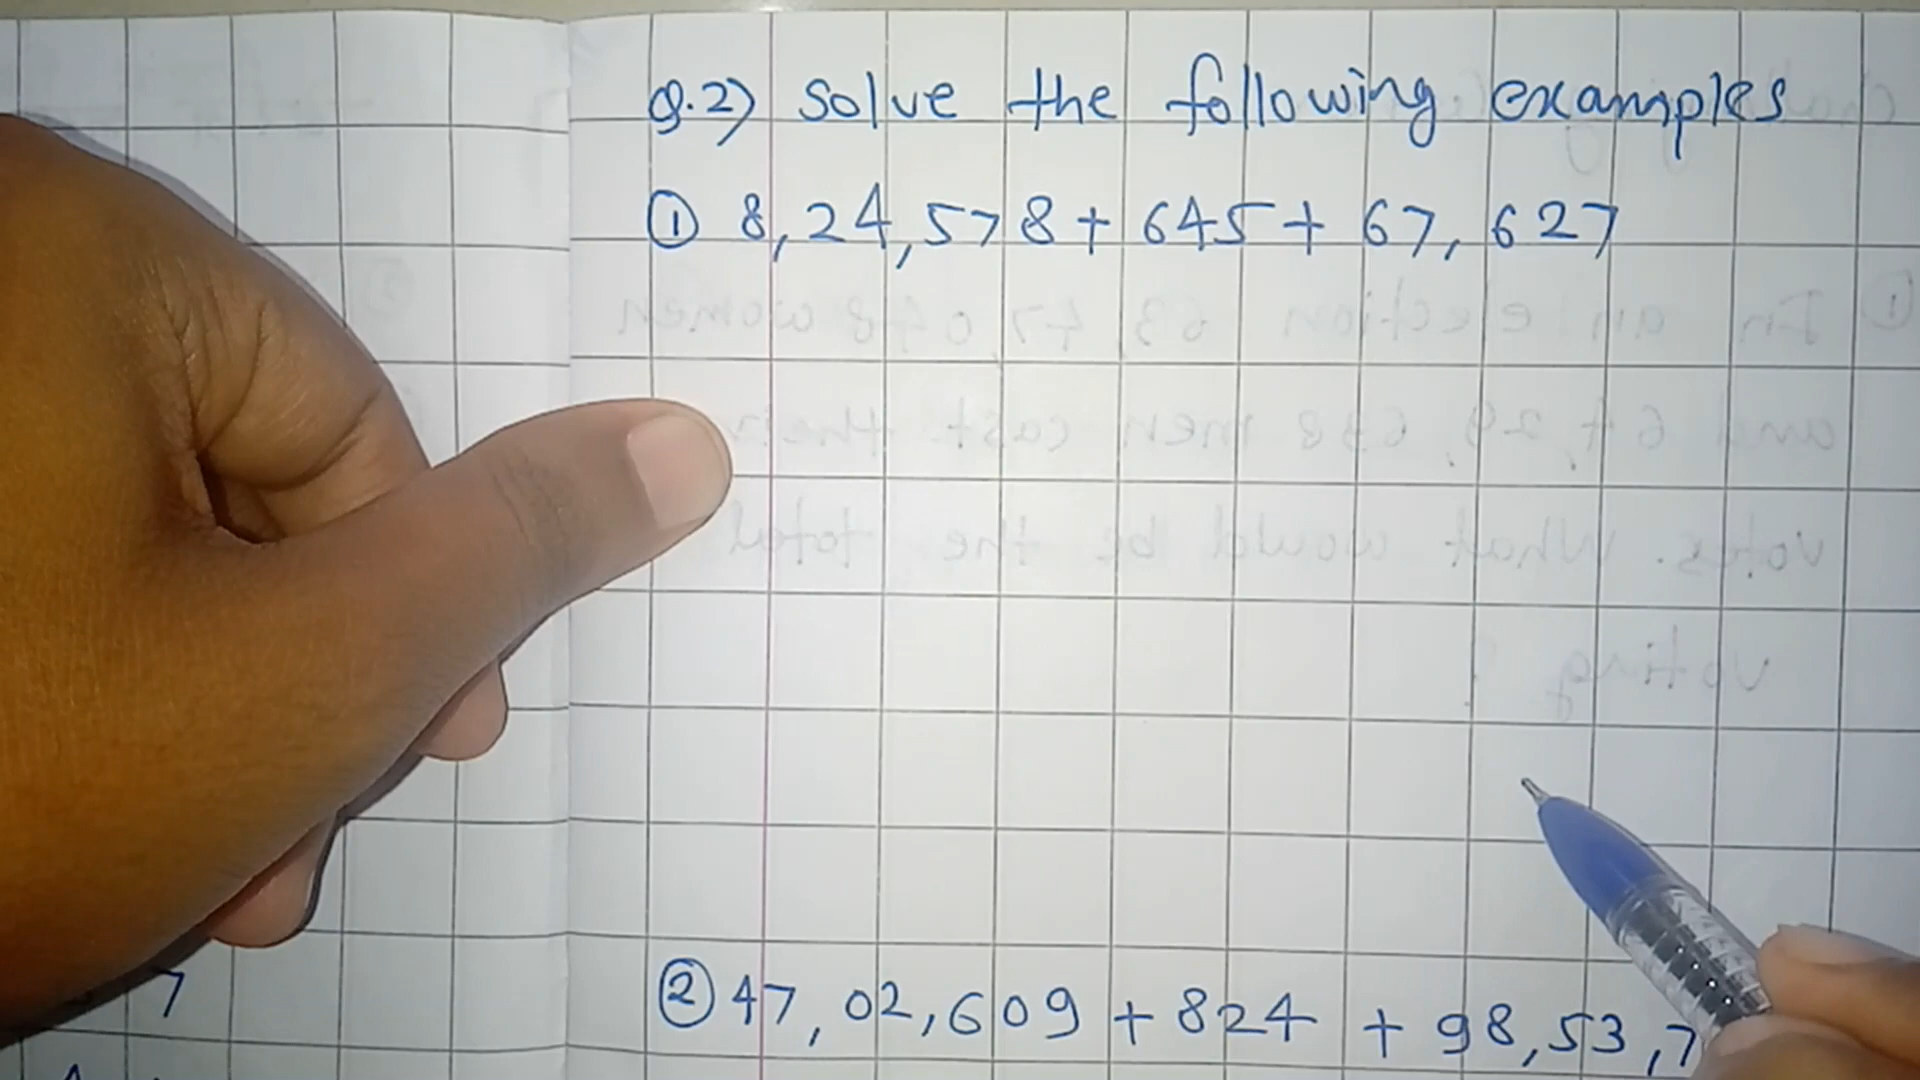 Q.2) Solve the following examples
① 8,24,578 + 645 + 67,627
② 47,02,609 + 824 + 98,53,7
7